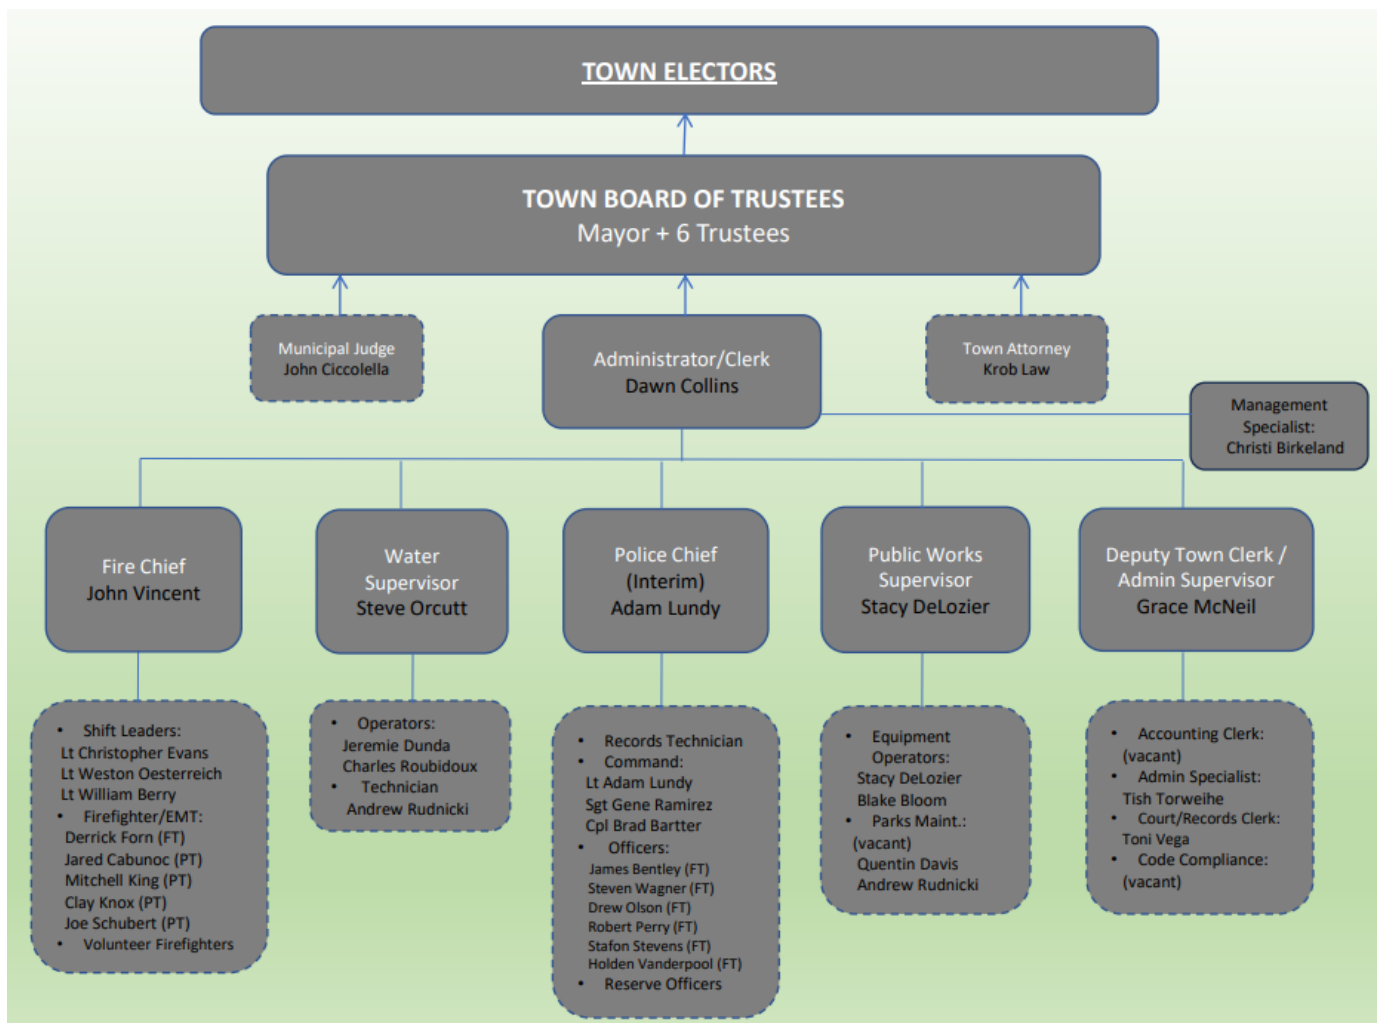 TOWN ELECTORS
TOWN BOARD OF TRUSTEES
Mayor + 6 Trustees
Municipal Judge
John Ciccolella
Administrator/Clerk
Dawn Collins
Town Attorney
Krob Law
Management
Specialist:
Christi Birkeland
Fire Chief
John Vincent
Water
Supervisor
Steve Orcutt
Police Chief
(Interim)
Adam Lundy
Public Works
Supervisor
Stacy DeLozier
Deputy Town Clerk /
Admin Supervisor
Grace McNeil
• Shift Leaders:
Lt Christopher Evans
Lt Weston Oesterreich
Lt William Berry
• Firefighter/EMT:
Derrick Forn (FT)
Jared Cabunoc (PT)
Mitchell King (PT)
Clay Knox (PT)
Joe Schubert (PT)
• Volunteer Firefighters
• Operators:
Jeremie Dunda
Charles Roubidoux
• Technician
Andrew Rudnicki
• Records Technician
• Command:
Lt Adam Lundy
Sgt Gene Ramirez
Cpl Brad Bartter
• Officers:
James Bentley (FT)
Steven Wagner (FT)
Drew Olson (FT)
Robert Perry (FT)
Stafon Stevens (FT)
Holden Vanderpool (FT)
• Reserve Officers
• Equipment
Operators:
Stacy DeLozier
Blake Bloom
• Parks Maint.:
(vacant)
Quentin Davis
Andrew Rudnicki
• Accounting Clerk:
(vacant)
• Admin Specialist:
Tish Torweihe
• Court/Records Clerk:
Toni Vega
• Code Compliance:
(vacant)